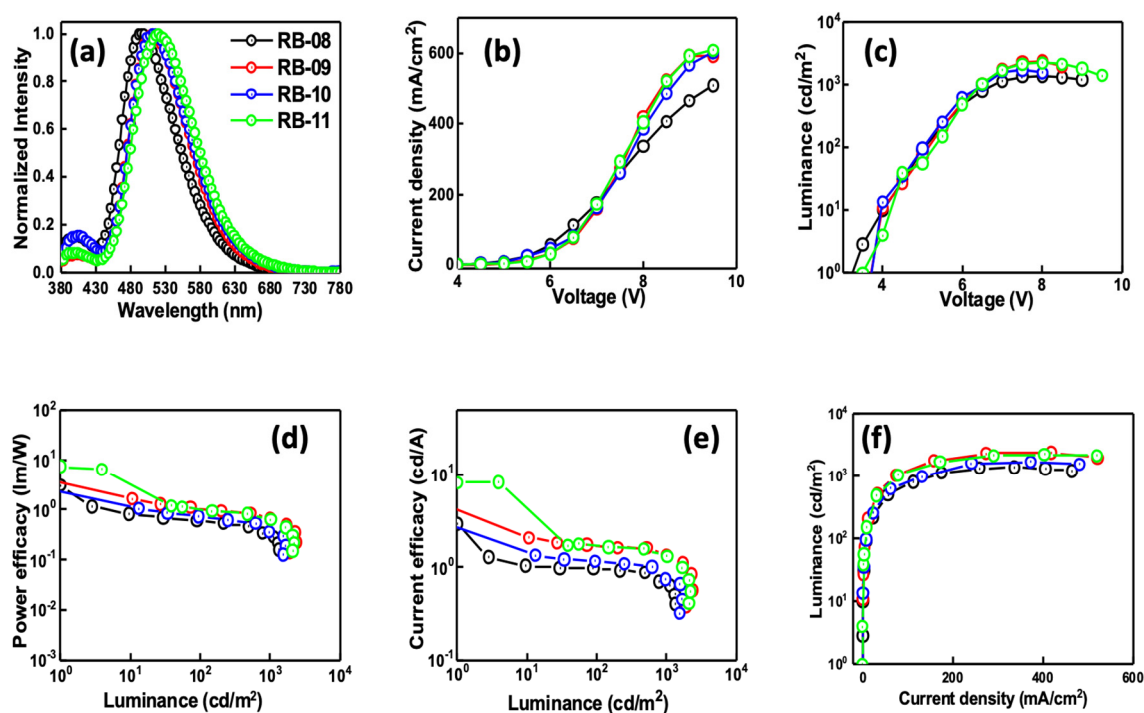 (a)
RB-08
RB-09
RB-10
RB-11
Normalized Intensity
1.0
0.8
0.6
0.4
0.2
0.0
380 430 480 530 580 630 680 730 780
Wavelength (nm)
(b)
Current density (mA/cm²)
600
400
200
0
4 6 8 10
Voltage (V)
(c)
Luminance (cd/m²)
10⁴
10³
10²
10¹
10⁰
4 6 8 10
Voltage (V)
(d)
Power efficacy (lm/W)
10²
10¹
10⁰
10⁻¹
10⁻²
10⁻³
10⁰ 10¹ 10² 10³ 10⁴
Luminance (cd/m²)
(e)
Current efficacy (cd/A)
10¹
10⁰
10⁻¹
10⁰ 10¹ 10² 10³ 10⁴
Luminance (cd/m²)
(f)
Luminance (cd/m²)
10⁴
10³
10²
10¹
10⁰
0 200 400 600
Current density (mA/cm²)